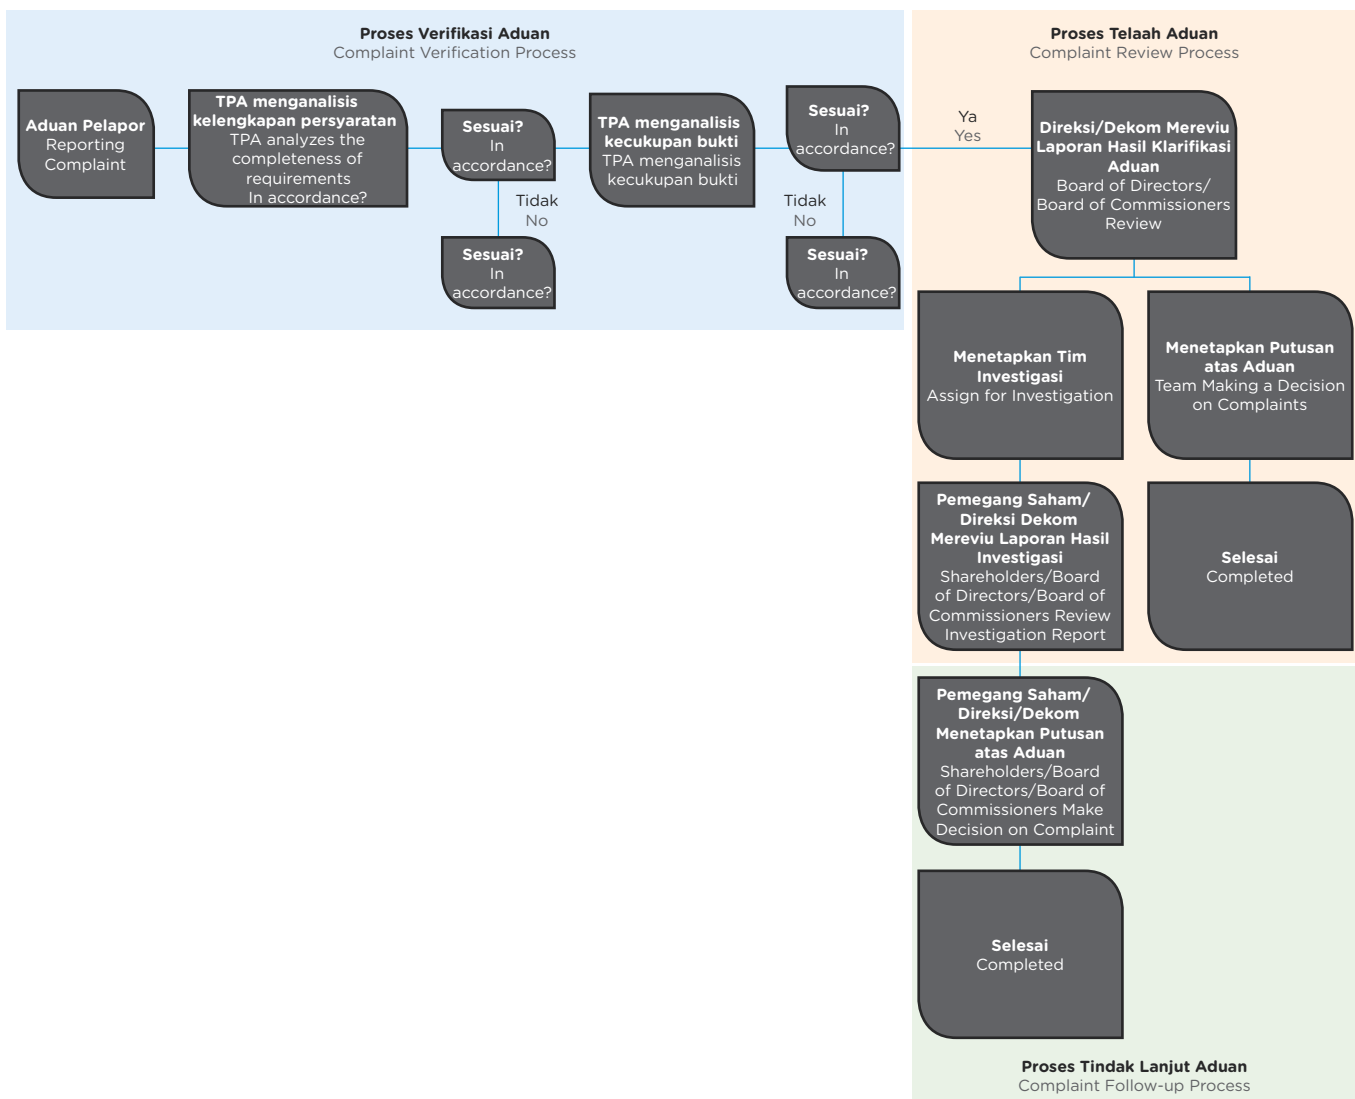 Proses Verifikasi Aduan
Complaint Verification Process
Aduan Pelapor
Reporting
Complaint
TPA menganalisis
kelengkapan persyaratan
TPA analyzes the
completeness of
requirements
In accordance?
Sesuai?
In
accordance?
Tidak
No
Sesuai?
In
accordance?
TPA menganalisis
kecukupan bukti
TPA menganalisis
kecukupan bukti
Sesuai?
In
accordance?
Tidak
No
Sesuai?
In
accordance?
Ya
Yes
Proses Telaah Aduan
Complaint Review Process
Direksi/Dekom Mereviu
Laporan Hasil Klarifikasi
Aduan
Board of Directors/
Board of Commissioners
Review
Menetapkan Tim
Investigasi
Assign for Investigation
Menetapkan Putusan
atas Aduan
Team Making a Decision
on Complaints
Pemegang Saham/
Direksi Dekom
Mereviu Laporan Hasil
Investigasi
Shareholders/Board
of Directors/Board of
Commissioners Review
Investigation Report
Selesai
Completed
Pemegang Saham/
Direksi/Dekom
Menetapkan Putusan
atas Aduan
Shareholders/Board
of Directors/Board of
Commissioners Make
Decision on Complaint
Selesai
Completed
Proses Tindak Lanjut Aduan
Complaint Follow-up Process